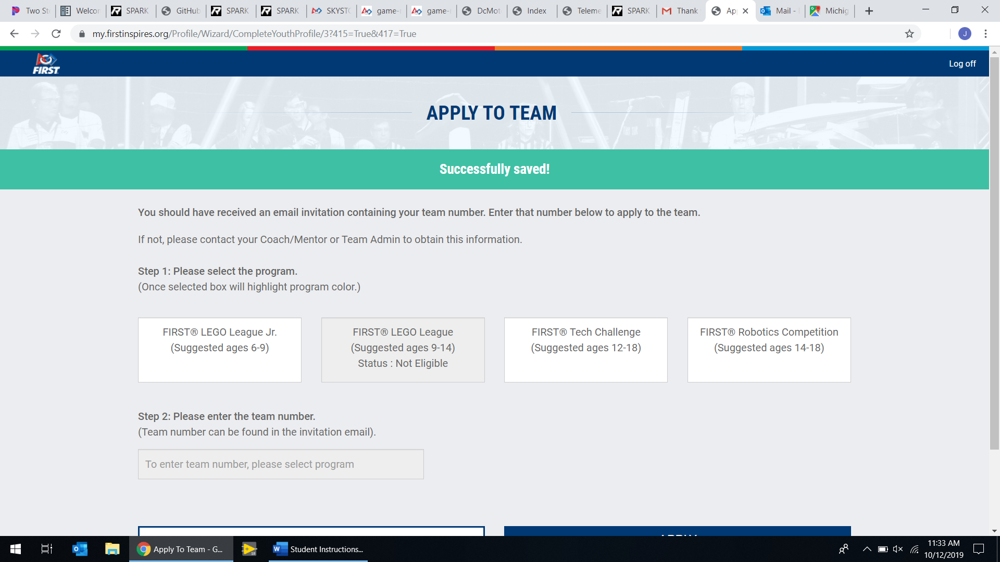 Two St
Welcor
SPARK
GitHub
SPARK
SPARK
SKYSTO
game-
game-
DcMot
Index
Teleme
SPARK
Thank
Ap
Mail -
Michig
my.firstinspires.org/Profile/Wizard/CompleteYouthProfile/3?415=True&417=True
J
FIRST
Log off
APPLY TO TEAM
Successfully saved!
You should have received an email invitation containing your team number. Enter that number below to apply to the team.
If not, please contact your Coach/Mentor or Team Admin to obtain this information.
Step 1: Please select the program.
(Once selected box will highlight program color.)
FIRST® LEGO League Jr.
(Suggested ages 6-9)
FIRST® LEGO League
(Suggested ages 9-14)
Status : Not Eligible
FIRST® Tech Challenge
(Suggested ages 12-18)
FIRST® Robotics Competition
(Suggested ages 14-18)
Step 2: Please enter the team number.
(Team number can be found in the invitation email).
To enter team number, please select program
APPLY
Apply To Team - G...
Student Instructions...
11:33 AM
10/12/2019